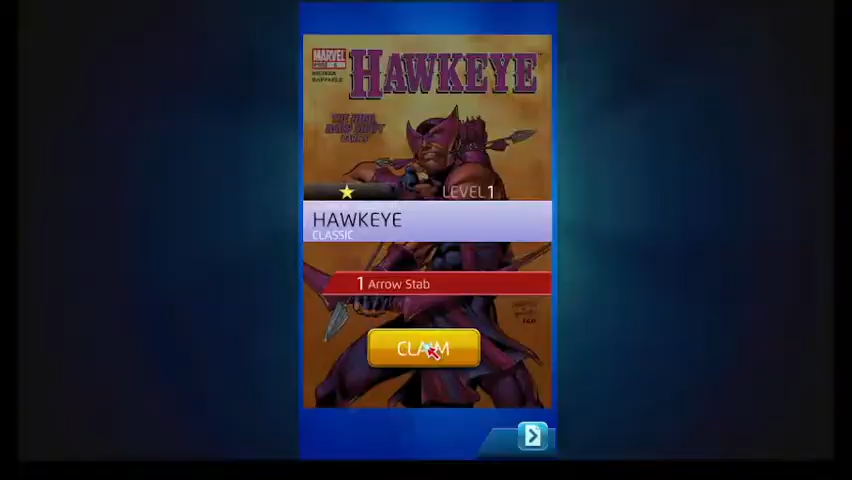 MARVEL
HAWKEYE
LEVEL 1
HAWKEYE
CLASSIC
1 Arrow Stab
CLAIM